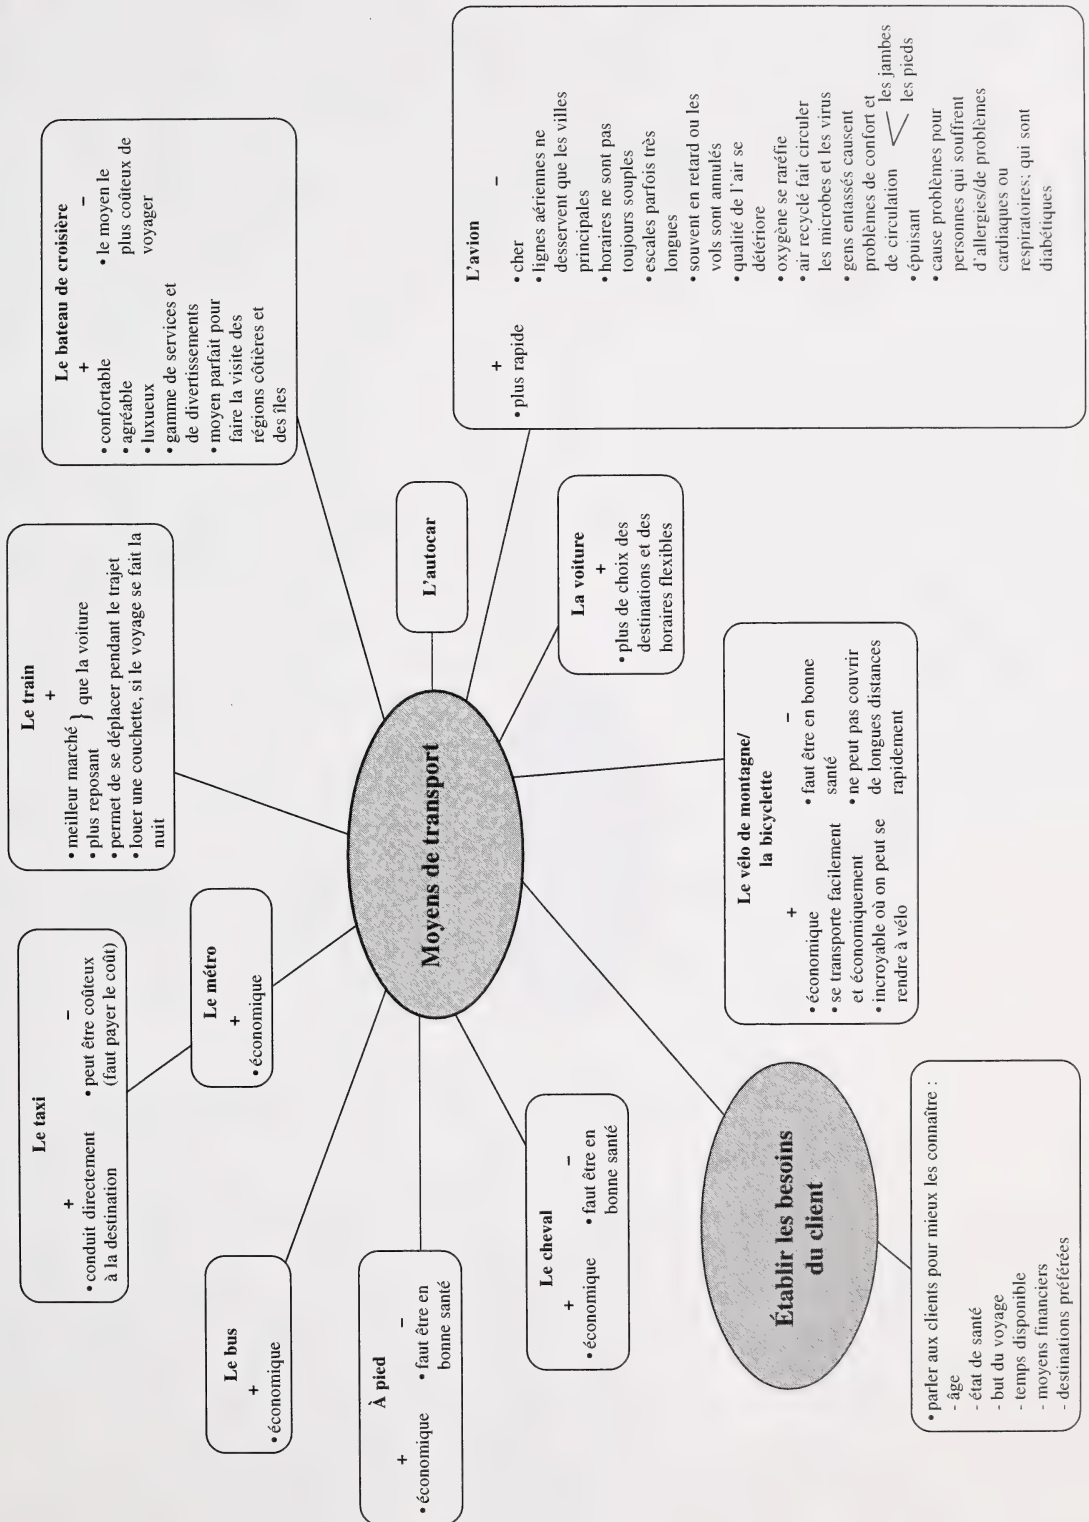 Le bateau de croisière
+
−
• confortable
• agréable
• luxueux
• gamme de services et
de divertissements
• moyen parfait pour
faire la visite des
régions côtières et
des îles
• le moyen le
plus coûteux de
voyager
L'avion
+
−
• plus rapide
• cher
• lignes aériennes ne
desservent que les villes
principales
• horaires ne sont pas
toujours souples
• escales parfois très
longues
• souvent en retard ou les
vols sont annulés
• qualité de l'air se
détériore
• oxygène se raréfie
• air recyclé fait circuler
les microbes et les virus
• gens entassés causent
problèmes de confort et
de circulation
les jambes
les pieds
• épuisant
• cause problèmes pour
personnes qui souffrent
d'allergies/de problèmes
cardiaques ou
respiratoires; qui sont
diabétiques
Le train
+
• meilleur marché
• plus reposant
} que la voiture
• permet de se déplacer pendant le trajet
• louer une couchette, si le voyage se fait la
nuit
L'autocar
La voiture
+
• plus de choix des
destinations et des
horaires flexibles
Le taxi
+
−
• conduit directement
à la destination
• peut être coûteux
(faut payer le coût)
Le métro
+
• économique
Moyens de transport
Le vélo de montagne/
la bicyclette
+
−
• économique
• se transporte facilement
et économiquement
• incroyable où on peut se
rendre à vélo
• faut être en bonne
santé
• ne peut pas couvrir
de longues distances
rapidement
Le bus
+
• économique
À pied
+
−
• économique
• faut être en
bonne santé
Le cheval
+
−
• économique
• faut être en
bonne santé
Établir les besoins
du client
• parler aux clients pour mieux les connaître :
- âge
- état de santé
- but du voyage
- temps disponible
- moyens financiers
- destinations préférées